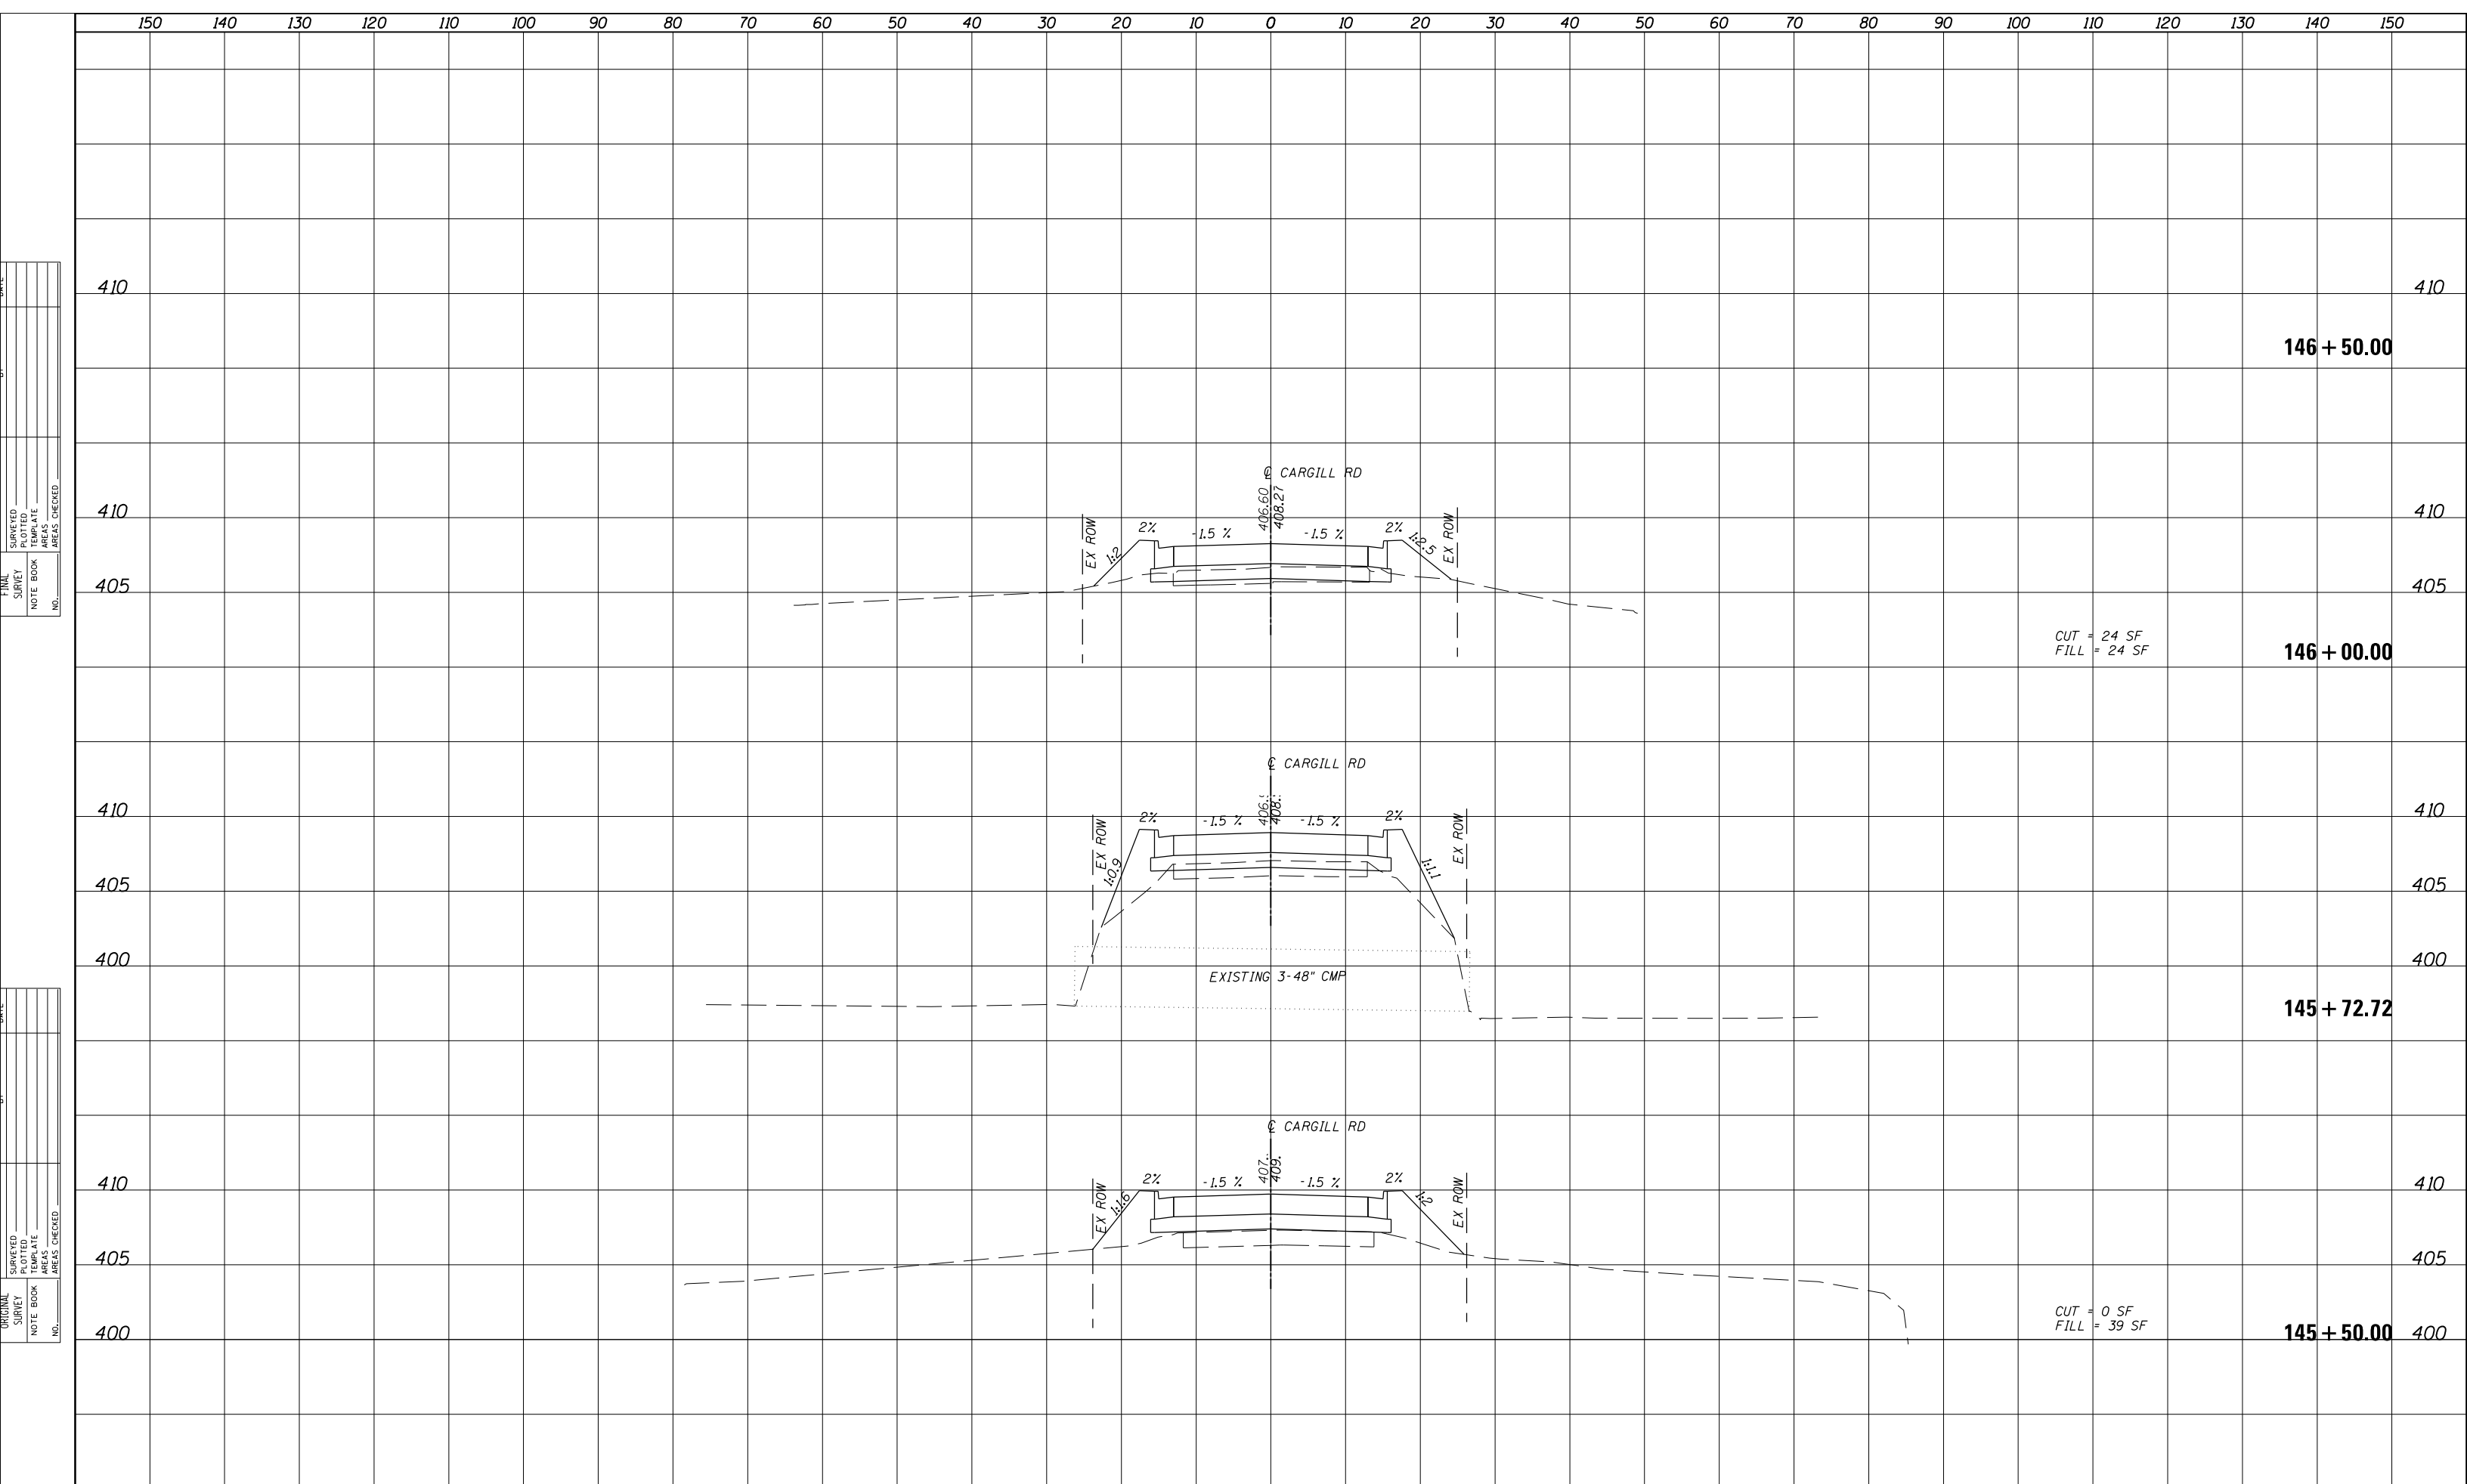 150 140 130 120 110 100 90 80 70 60 50 40 30 20 10 0 10 20 30 40 50 60 70 80 90 100 110 120 130 140 150
410 410
146+50.00
℄ CARGILL RD
406.60
408.27
410 410
EX ROW 1:2 2% -1.5 % -1.5 % 2% 1:2.5 EX ROW
405 405
CUT = 24 SF
FILL = 24 SF
146+00.00
℄ CARGILL RD
406.
408.
410 410
EX ROW 1:0.9 2% -1.5 % -1.5 % 2% 1:1.1 EX ROW
405 405
400 400
EXISTING 3-48" CMP
145+72.72
℄ CARGILL RD
407.
409.
410 410
EX ROW 1:1.6 2% -1.5 % -1.5 % 2% 1:2 EX ROW
405 405
CUT = 0 SF
FILL = 39 SF
145+50.00
400 400
FINAL
SURVEY
NOTE BOOK
NO.
SURVEYED
PLOTTED
TEMPLATE
AREAS
AREAS CHECKED
ORIGINAL
SURVEY
NOTE BOOK
NO.
SURVEYED
PLOTTED
TEMPLATE
AREAS
AREAS CHECKED